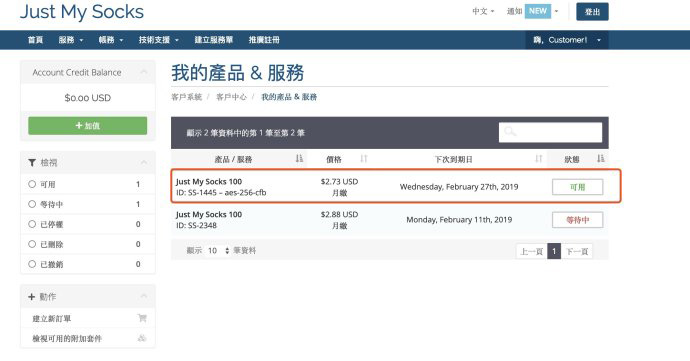 Just My Socks
中文
通知 NEW
登出
首頁 服務 帳務 技術支援 建立服務單 推廣註冊
嗨, Customer!
Account Credit Balance
$0.00 USD
+ 加值
檢視
可用 1
等待中 1
已停權 0
已刪除 0
已撤銷 0
動作
建立新訂單
檢視可用的附加套件
我的產品 & 服務
客戶系統 / 客戶中心 / 我的產品 & 服務
顯示 2 筆資料中的第 1 筆至第 2 筆
產品 / 服務 價格 下次到期日 狀態
Just My Socks 100 $2.73 USD Wednesday, February 27th, 2019 可用
ID: SS-1445 – aes-256-cfb 月繳
Just My Socks 100 $2.88 USD Monday, February 11th, 2019 等待中
ID: SS-2348 月繳
顯示 10 筆資料
上一頁 1 下一頁